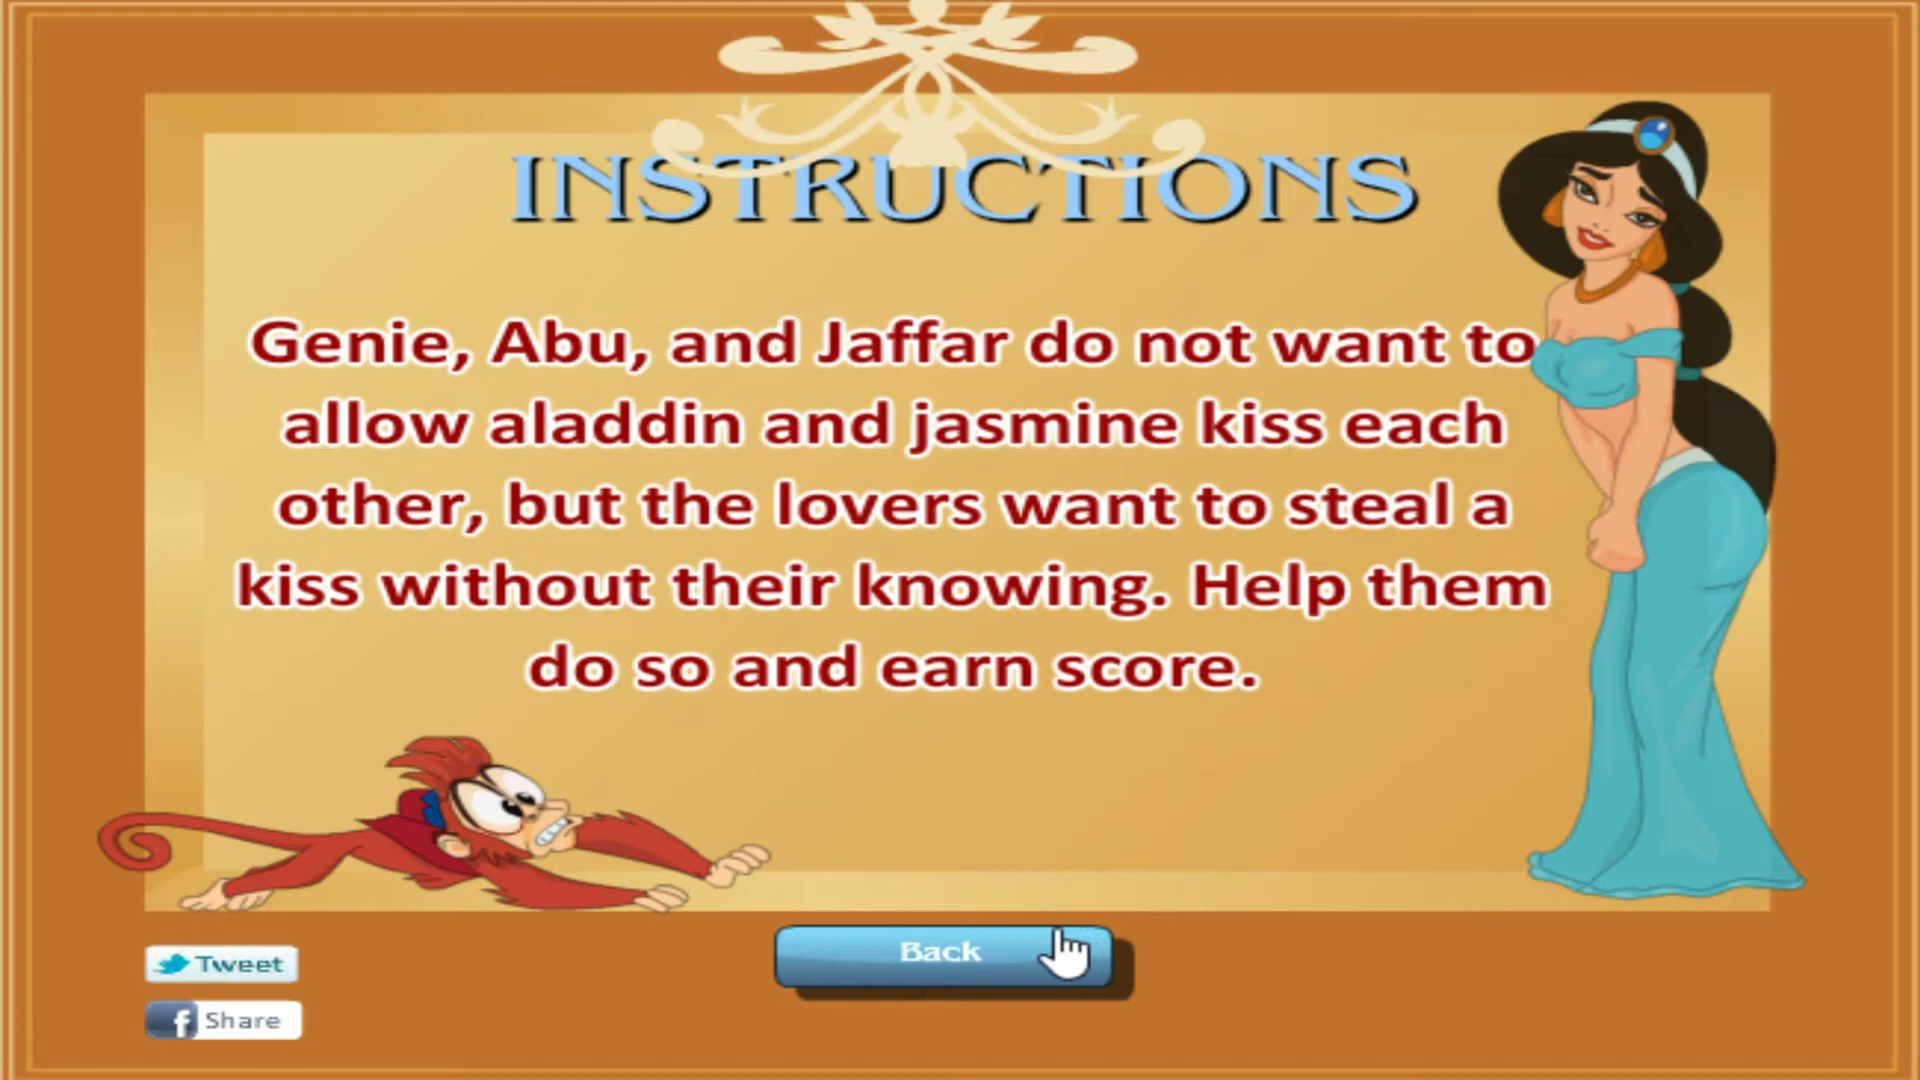 INSTRUCTIONS
Genie, Abu, and Jaffar do not want to
allow aladdin and jasmine kiss each
other, but the lovers want to steal a
kiss without their knowing. Help them
do so and earn score.
Back
Tweet
f Share